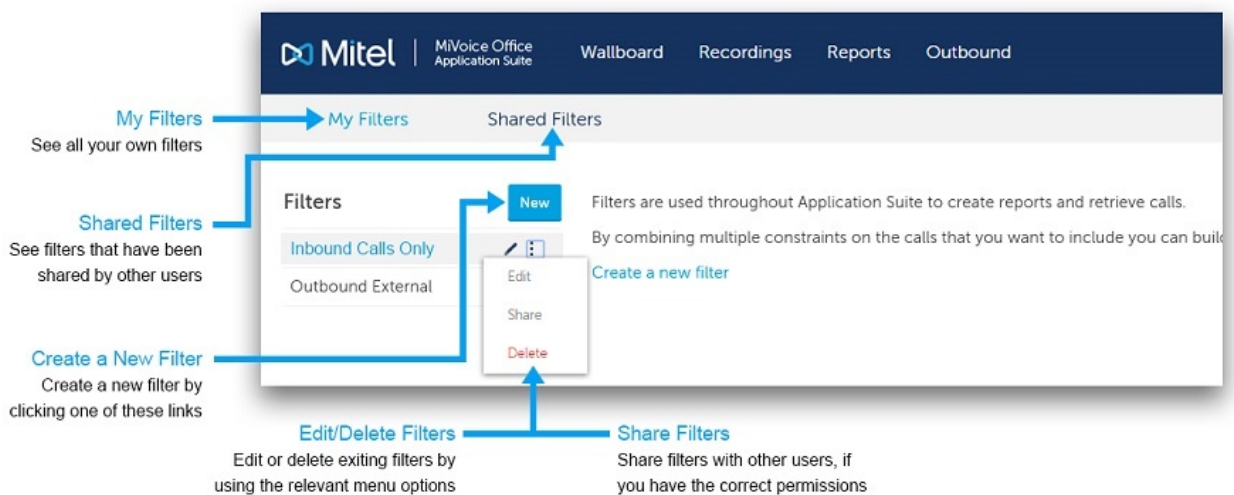 Mitel | MiVoice Office Application Suite Wallboard Recordings Reports Outbound
My Filters
See all your own filters
My Filters Shared Filters
Shared Filters
See filters that have been
shared by other users
Filters New
Inbound Calls Only
Outbound External
Edit
Share
Delete
Filters are used throughout Application Suite to create reports and retrieve calls.
By combining multiple constraints on the calls that you want to include you can build
Create a new filter
Create a New Filter
Create a new filter by
clicking one of these links
Edit/Delete Filters
Edit or delete exiting filters by
using the relevant menu options
Share Filters
Share filters with other users, if
you have the correct permissions